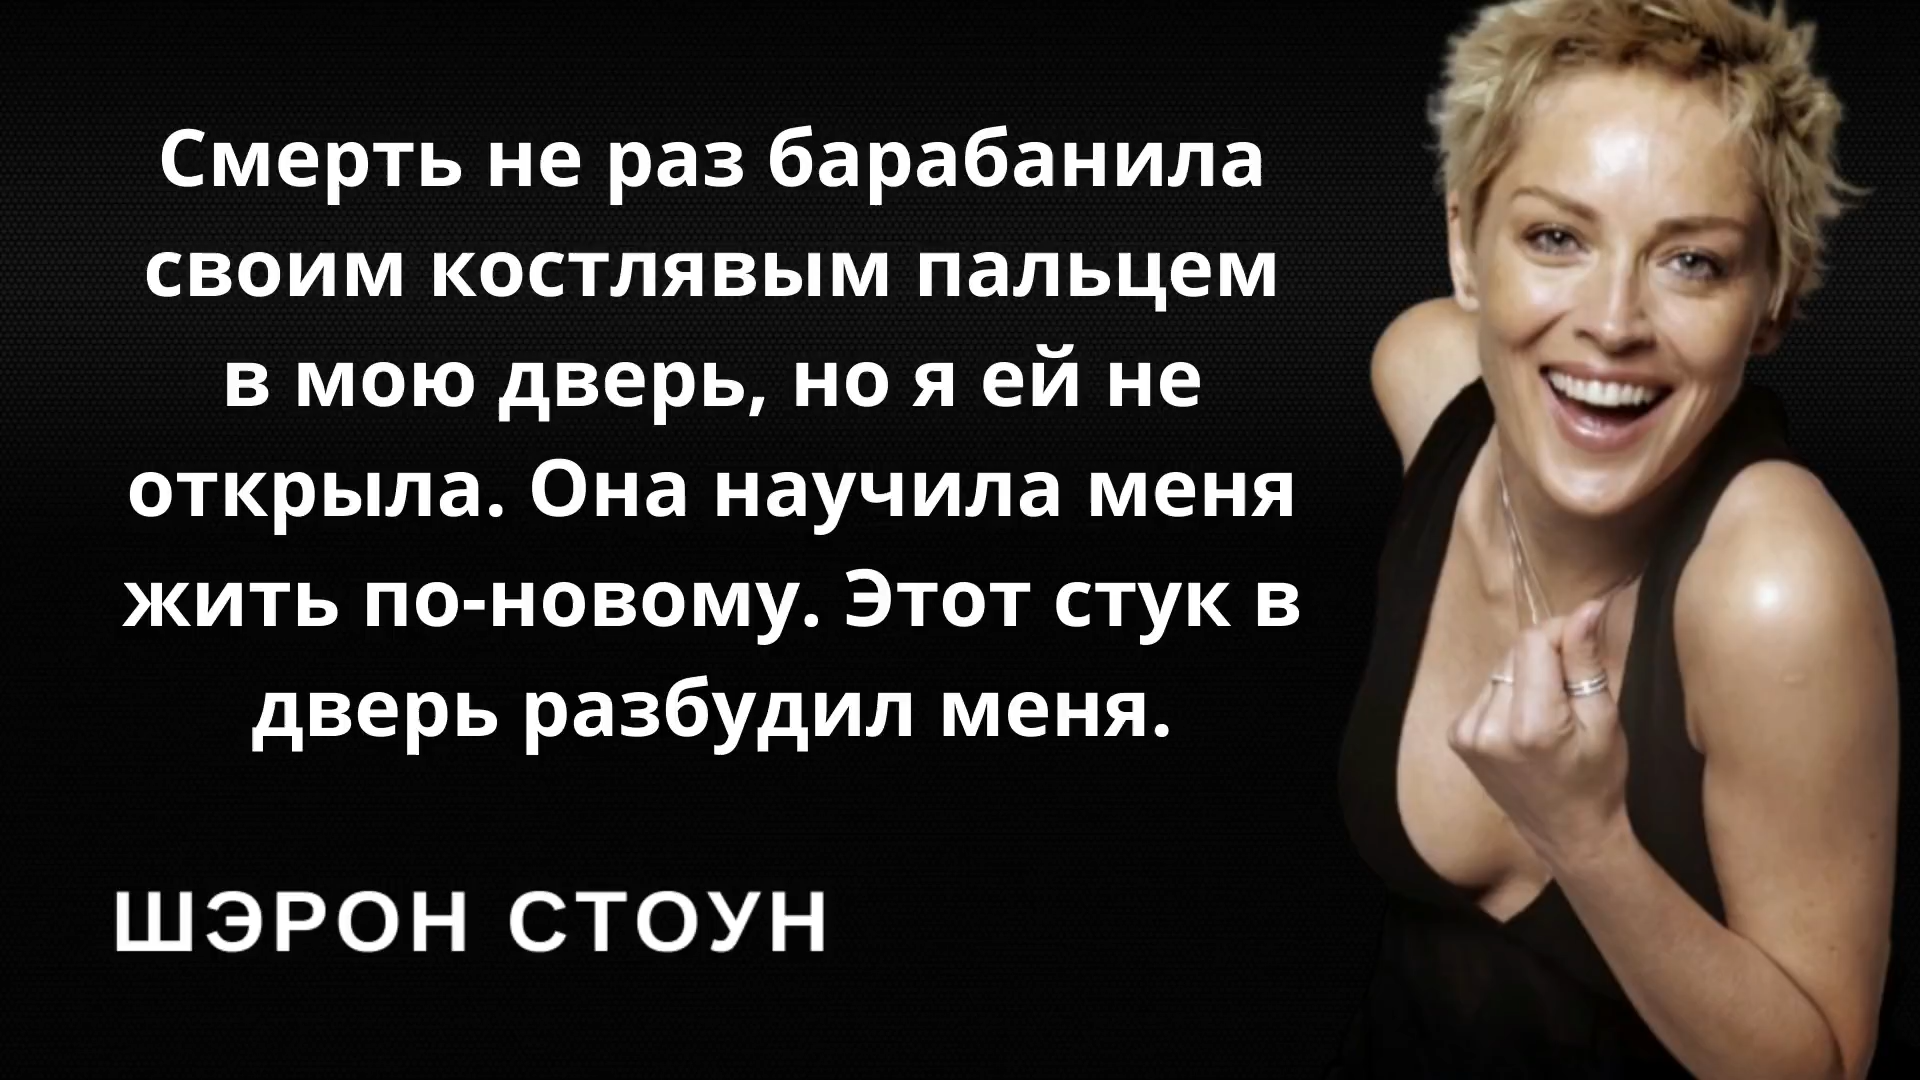 Смерть не раз барабанила
своим костлявым пальцем
в мою дверь, но я ей не
открыла. Она научила меня
жить по-новому. Этот стук в
дверь разбудил меня.
ШЭРОН СТОУН